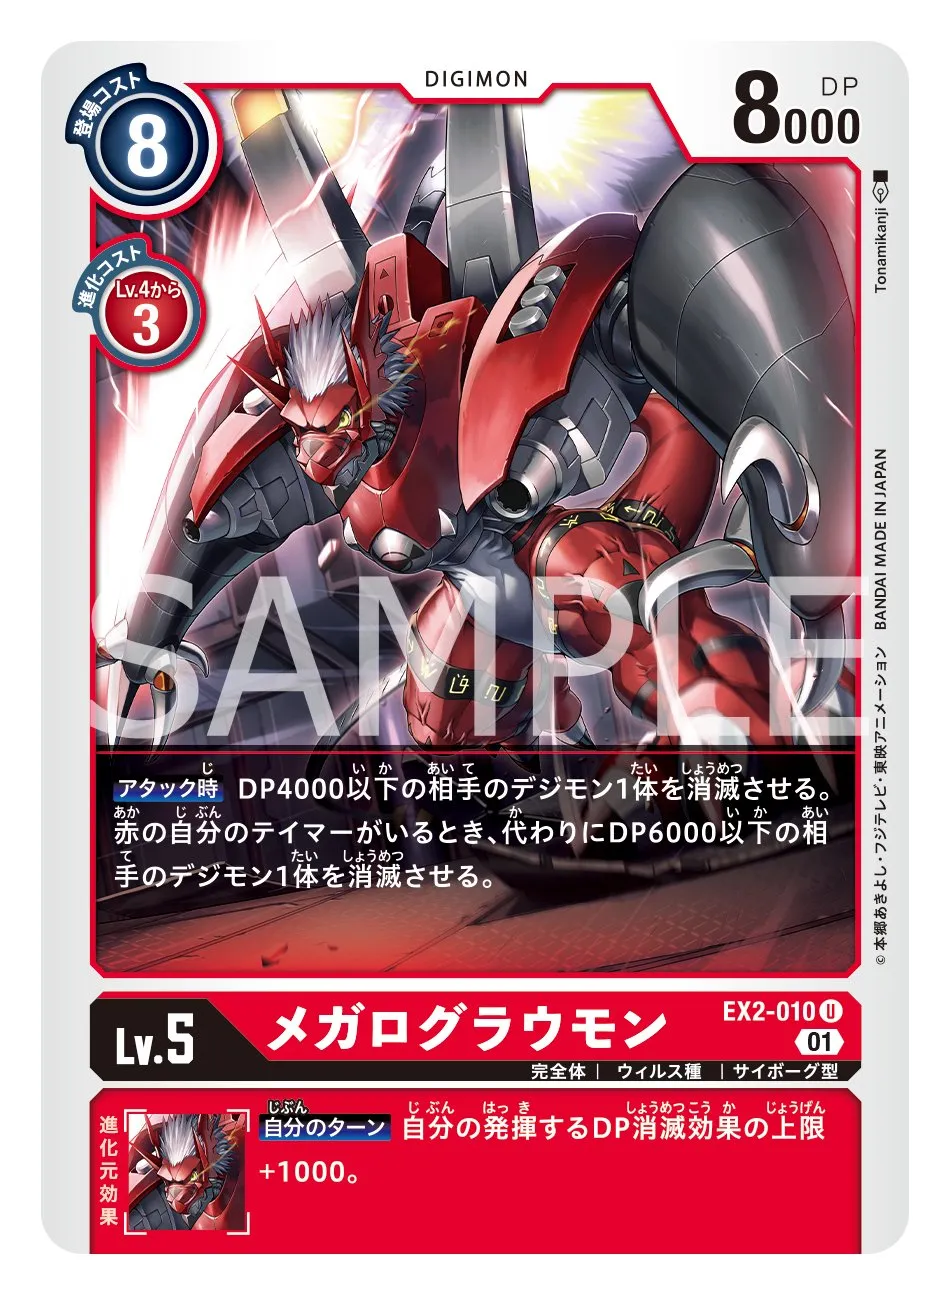 DIGIMON
登場コスト
8
DP
8000
進化コスト
Lv.4から
3
Tonamikanji
BANDAI MADE IN JAPAN
©本郷あきよし・フジテレビ・東映アニメーション
SAMPLE
アタック時 DP4000以下の相手のデジモン1体を消滅させる。
赤の自分のテイマーがいるとき、代わりにDP6000以下の相
手のデジモン1体を消滅させる。
Lv.5
メガログラウモン
EX2-010 U
01
完全体 | ウィルス種 | サイボーグ型
進化元効果
自分のターン 自分の発揮するDP消滅効果の上限
+1000。